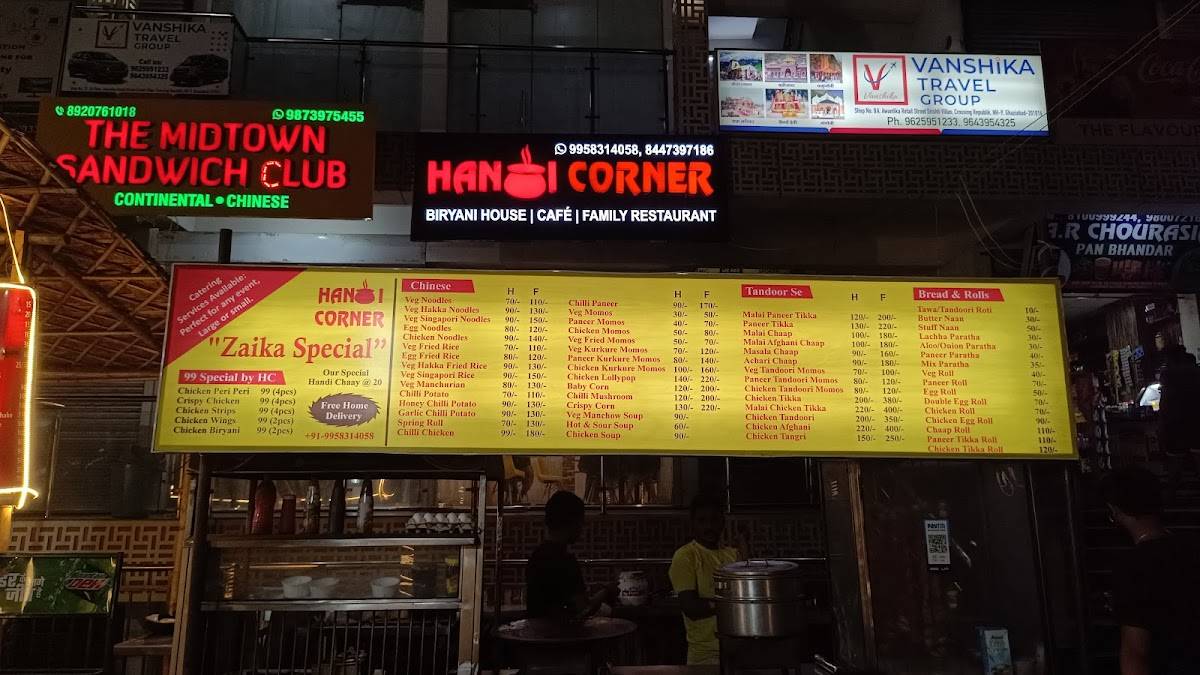 VANSHIKA
TRAVEL
GROUP
Call us:
9625951233
9643954325
8920761018
9873975455
THE MIDTOWN
SANDWICH CLUB
CONTINENTAL • CHINESE
9958314058, 8447397186
HANDI CORNER
BIRYANI HOUSE | CAFÉ | FAMILY RESTAURANT
VANSHIKA
TRAVEL
GROUP
Vanshika
Ph. 9625951233, 9643954325
Coca-Cola
THE FLAVOU
8100999244,
A.R CHOURASI
PAN BHANDAR
Catering
Services Available:
Perfect for any event,
Large or small.
HANDI
CORNER
"Zaika Special"
99 Special by HC
Chicken Peri Peri 99 (4pcs)
Crispy Chicken 99 (4pcs)
Chicken Strips 99 (4pcs)
Chicken Wings 99 (2pcs)
Chicken Biryani 99 (2pcs)
Our Special
Handi Chaay @ 20
Free Home
Delivery
+91-9958314058
Chinese H F
Veg Noodles 70/- 110/-
Veg Hakka Noodles 90/- 130/-
Veg Singapori Noodles 90/- 150/-
Egg Noodles 80/- 120/-
Chicken Noodles 90/- 140/-
Veg Fried Rice 70/- 110/-
Egg Fried Rice 80/- 120/-
Veg Hakka Fried Rice 90/- 130/-
Veg Singapori Rice 90/- 150/-
Veg Manchurian 80/- 130/-
Chilli Potato 70/- 110/-
Honey Chilli Potato 90/- 130/-
Garlic Chilli Potato 90/- 130/-
Spring Roll 70/- 130/-
Chilli Chicken 99/- 180/-
H F
Chilli Paneer 90/- 170/-
Veg Momos 30/- 50/-
Paneer Momos 40/- 70/-
Chicken Momos 50/- 80/-
Veg Fried Momos 40/- 70/-
Veg Kurkure Momos 70/- 120/-
Paneer Kurkure Momos 80/- 140/-
Chicken Kurkure Momos 100/- 160/-
Chicken Lollypop 140/- 220/-
Baby Corn 120/- 200/-
Chilli Mushroom 120/- 200/-
Crispy Corn 130/- 220/-
Veg Manchow Soup 90/-
Hot & Sour Soup 60/-
Chicken Soup 90/-
Tandoor Se H F
Malai Paneer Tikka 120/- 200/-
Paneer Tikka 130/- 220/-
Malai Chaap 100/- 180/-
Malai Afghani Chaap 100/- 180/-
Masala Chaap 90/- 160/-
Achari Chaap 90/- 180/-
Veg Tandoori Momos 70/- 100/-
Paneer Tandoori Momos 80/- 120/-
Chicken Tandoori Momos 80/- 130/-
Chicken Tikka 200/- 380/-
Malai Chicken Tikka 220/- 400/-
Chicken Tandoori 200/- 350/-
Chicken Afghani 220/- 400/-
Chicken Tangri 150/- 250/-
Bread & Rolls
Tawa/Tandoori Roti 10/-
Butter Naan 30/-
Stuff Naan 50/-
Lachha Paratha 30/-
Aloo/Onion Paratha 30/-
Paneer Paratha 40/-
Mix Paratha 35/-
Veg Roll 40/-
Paneer Roll 70/-
Egg Roll 50/-
Double Egg Roll 70/-
Chicken Roll 70/-
Chicken Egg Roll 90/-
Chaap Roll 110/-
Paneer Tikka Roll 110/-
Chicken Tikka Roll 120/-